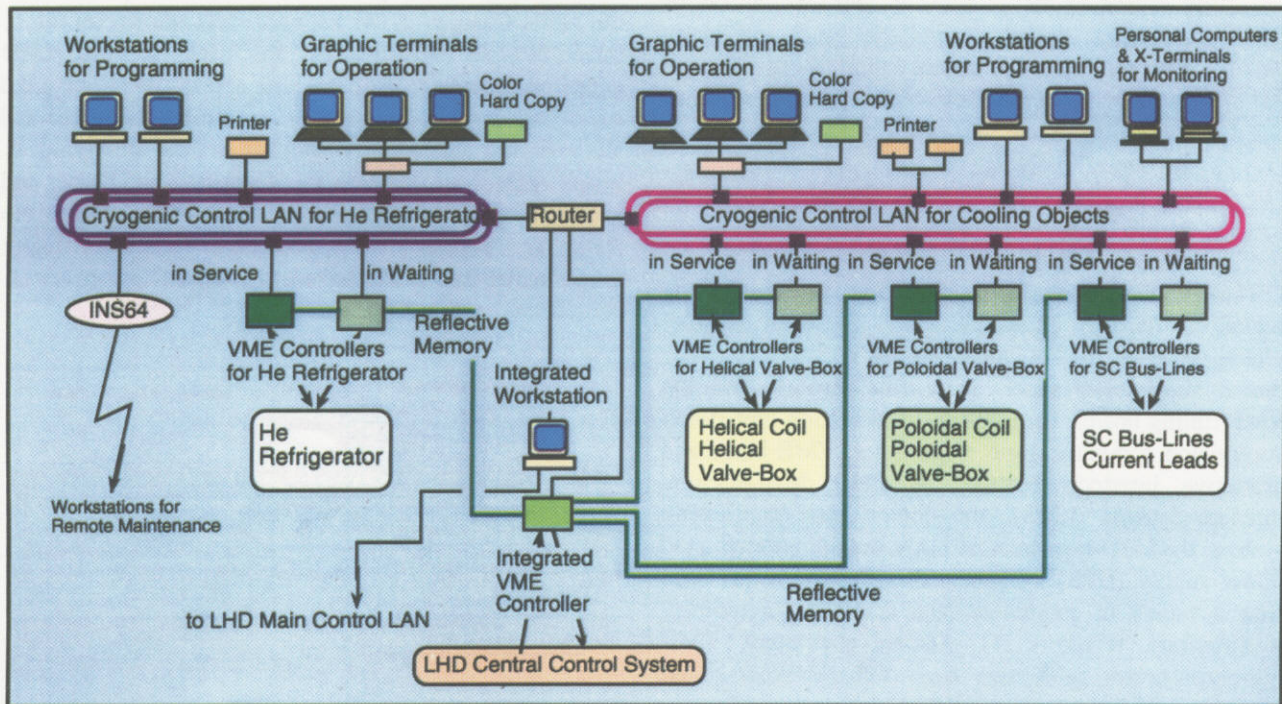 Workstations
for Programming
Graphic Terminals
for Operation
Color
Hard Copy
Printer
Graphic Terminals
for Operation
Color
Hard Copy
Workstations
for Programming
Personal Computers
& X-Terminals
for Monitoring
Printer
Cryogenic Control LAN for He Refrigerator
Router
Cryogenic Control LAN for Cooling Objects
in Service
in Waiting
in Service
in Waiting
in Service
in Waiting
in Service
in Waiting
INS64
Reflective
Memory
VME Controllers
for He Refrigerator
Integrated
Workstation
VME Controllers
for Helical Valve-Box
VME Controllers
for Poloidal Valve-Box
VME Controllers
for SC Bus-Lines
He
Refrigerator
Helical Coil
Helical
Valve-Box
Poloidal Coil
Poloidal
Valve-Box
SC Bus-Lines
Current Leads
Workstations for
Remote Maintenance
Integrated
VME
Controller
Reflective
Memory
to LHD Main Control LAN
LHD Central Control System